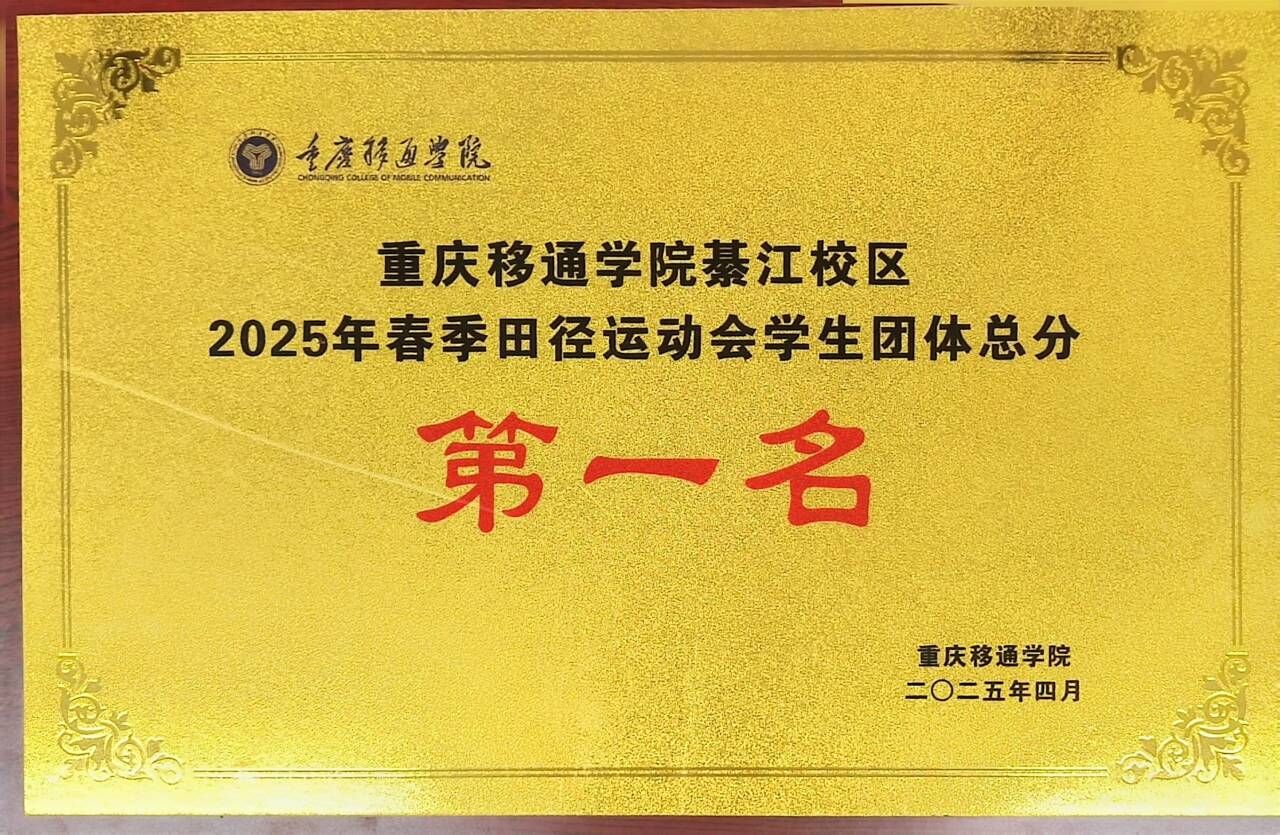 重庆移通学院
CHONGQING COLLEGE OF MOBILE COMMUNICATION
重庆移通学院綦江校区
2025年春季田径运动会学生团体总分
第一名
重庆移通学院
二〇二五年四月